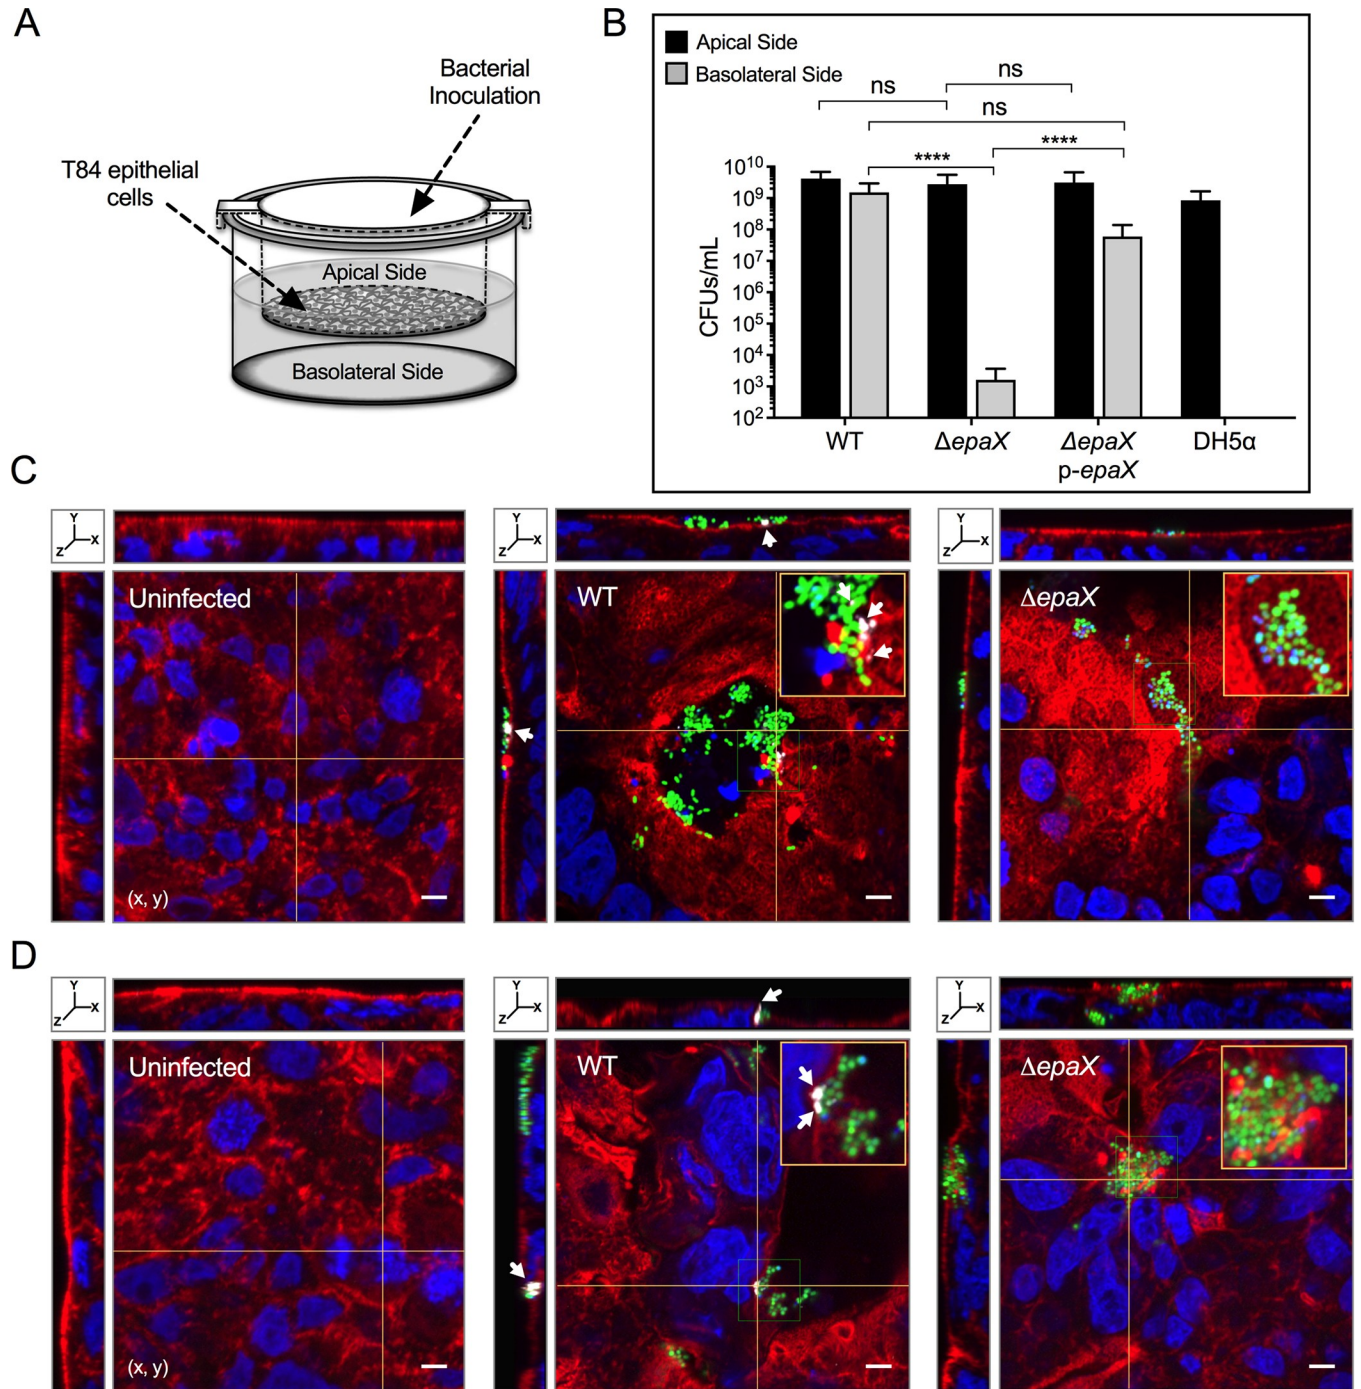 A
Bacterial
Inoculation
T84 epithelial
cells
Apical Side
Basolateral Side
B
Apical Side
Basolateral Side
ns
ns
ns
****
****
CFUs/mL
10¹⁰
10⁹
10⁸
10⁷
10⁶
10⁵
10⁴
10³
10²
WT
ΔepaX
ΔepaX
p-epaX
DH5α
C
Y
X
Z
Uninfected
(x, y)
Y
X
Z
WT
Y
X
Z
ΔepaX
D
Y
X
Z
Uninfected
(x, y)
Y
X
Z
WT
Y
X
Z
ΔepaX